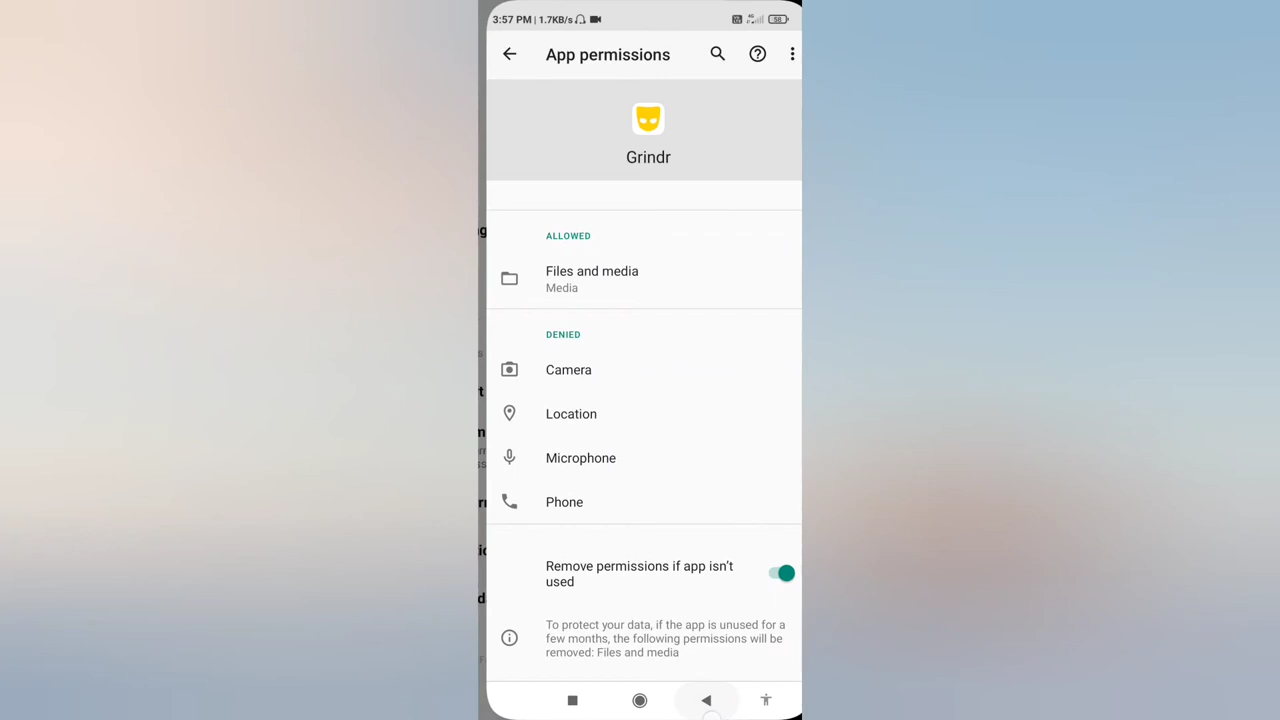 3:57 PM | 1.7KB/s
4G
58
App permissions
Grindr
ALLOWED
Files and media
Media
DENIED
Camera
Location
Microphone
Phone
Remove permissions if app isn't
used
To protect your data, if the app is unused for a
few months, the following permissions will be
removed: Files and media